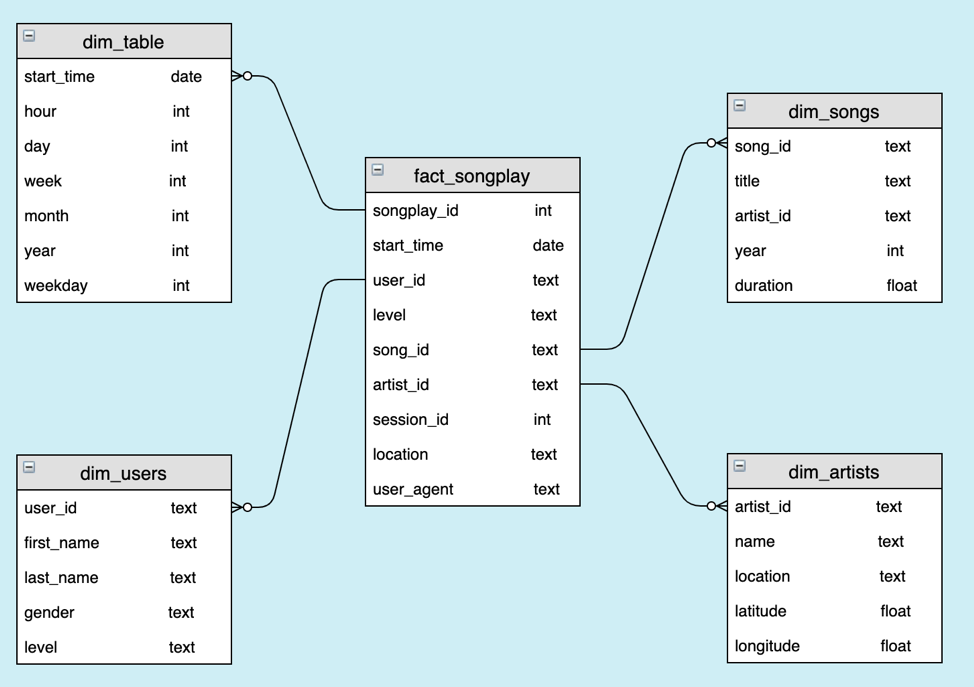 dim_table
start_time date
hour int
day int
week int
month int
year int
weekday int
fact_songplay
songplay_id int
start_time date
user_id text
level text
song_id text
artist_id text
session_id int
location text
user_agent text
dim_songs
song_id text
title text
artist_id text
year int
duration float
dim_users
user_id text
first_name text
last_name text
gender text
level text
dim_artists
artist_id text
name text
location text
latitude float
longitude float